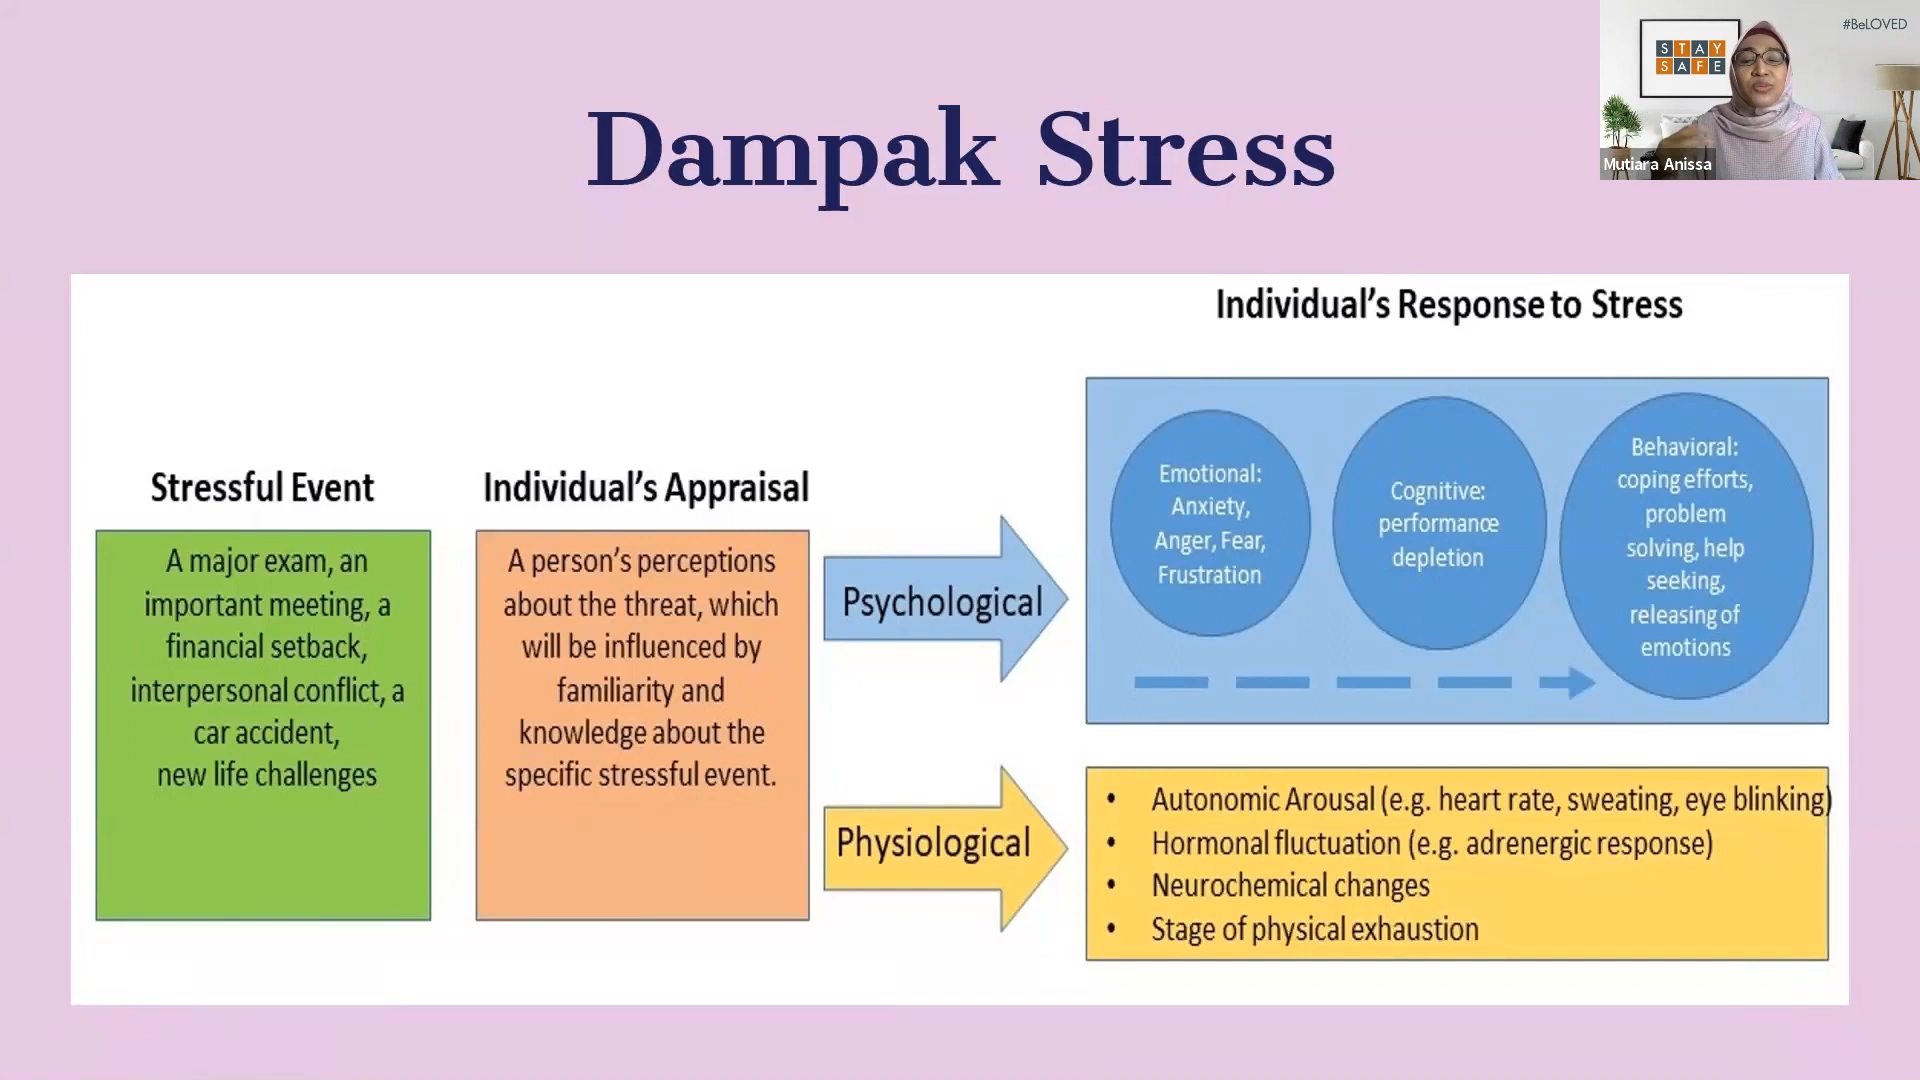 #BeLOVED
STAY
SAFE
Mutiara Anissa
Dampak Stress
Individual's Response to Stress
Stressful Event
A major exam, an
important meeting, a
financial setback,
interpersonal conflict, a
car accident,
new life challenges
Individual's Appraisal
A person's perceptions
about the threat, which
will be influenced by
familiarity and
knowledge about the
specific stressful event.
Psychological
Emotional:
Anxiety,
Anger, Fear,
Frustration
Cognitive:
performance
depletion
Behavioral:
coping efforts,
problem
solving, help
seeking,
releasing of
emotions
Physiological
• Autonomic Arousal (e.g. heart rate, sweating, eye blinking)
• Hormonal fluctuation (e.g. adrenergic response)
• Neurochemical changes
• Stage of physical exhaustion